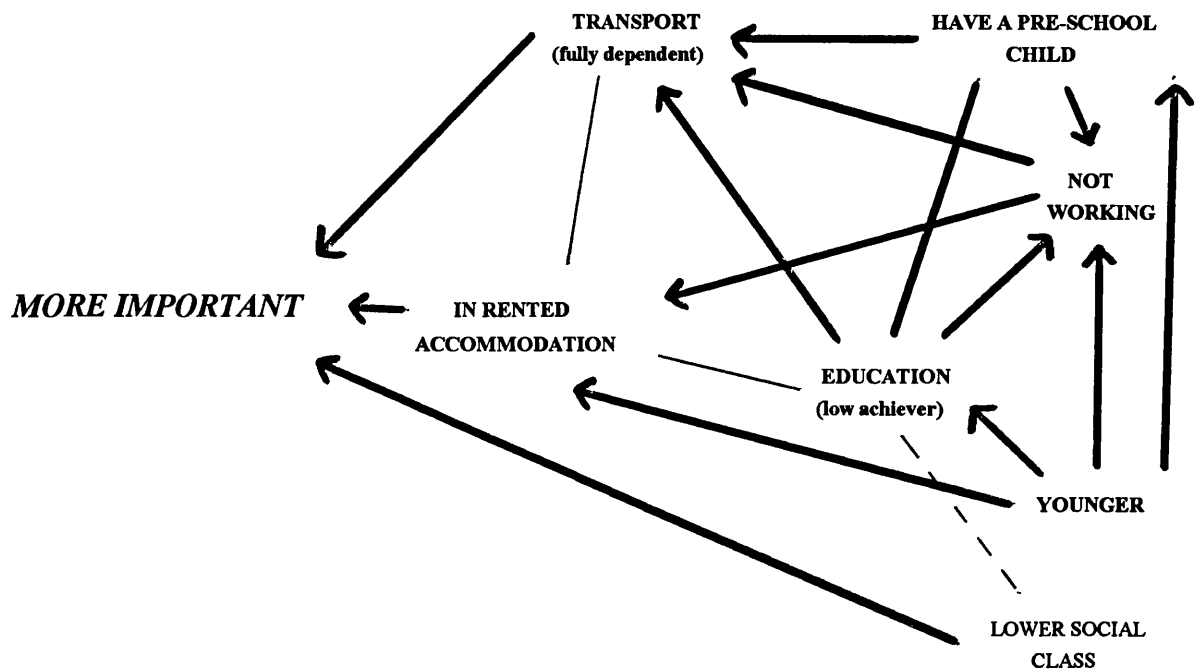 TRANSPORT
(fully dependent)
HAVE A PRE-SCHOOL
CHILD
NOT
WORKING
MORE IMPORTANT
IN RENTED
ACCOMMODATION
EDUCATION
(low achiever)
YOUNGER
LOWER SOCIAL
CLASS